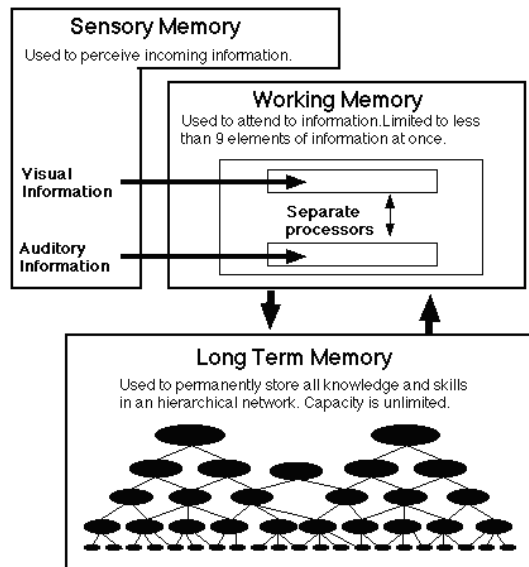 Sensory Memory
Used to perceive incoming information.
Working Memory
Used to attend to information.Limited to less
than 9 elements of information at once.
Visual
Information
Separate
processors
Auditory
Information
Long Term Memory
Used to permanently store all knowledge and skills
in an hierarchical network. Capacity is unlimited.